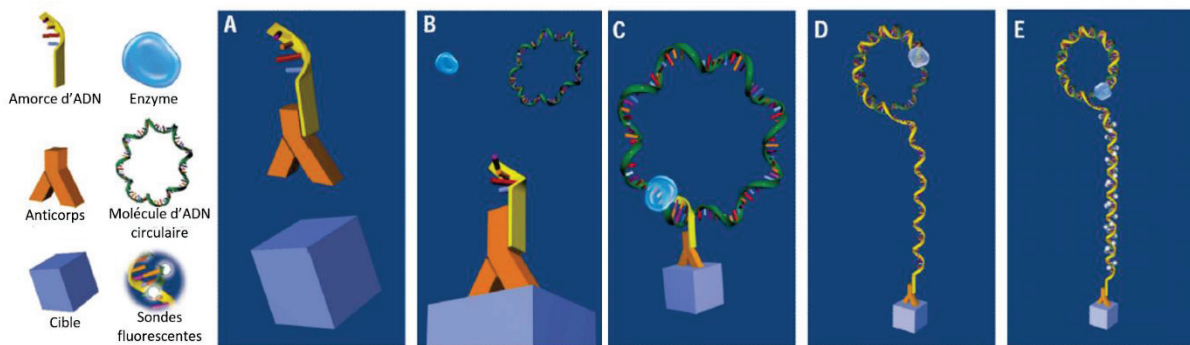 Amorce d'ADN
Enzyme
Anticorps
Molécule d'ADN
circulaire
Cible
Sondes
fluorescentes
A
B
C
D
E